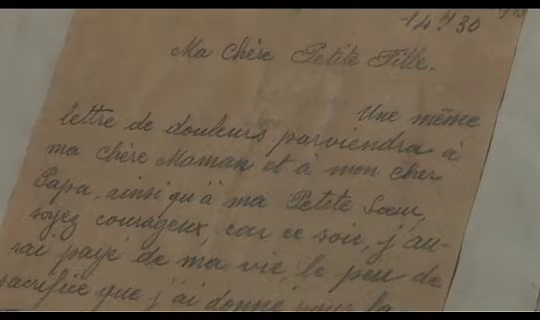 14H30
Ma chère Petite Fille.
Une même
lettre de douleurs parviendra à
ma chère Maman et à mon cher
Papa, ainsi qu'à ma Petite Sœur,
soyez courageux, car ce soir, j'au-
rai payé de ma vie, le peu de
sacrifice que j'ai donné pour la